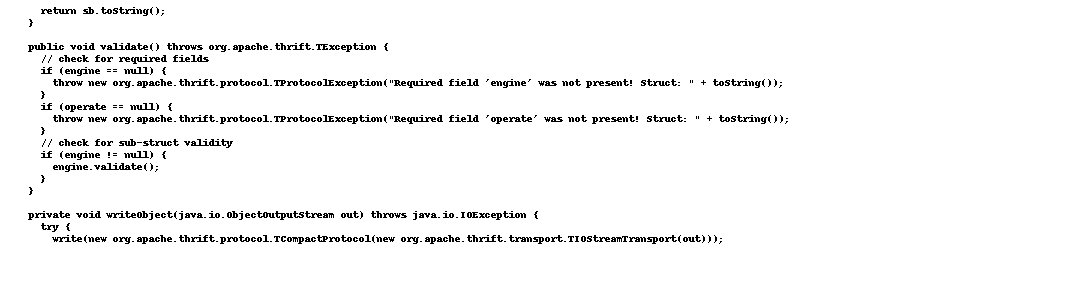 return sb.toString();
}
public void validate() throws org.apache.thrift.TException {
// check for required fields
if (engine == null) {
throw new org.apache.thrift.protocol.TProtocolException("Required field 'engine' was not present! Struct: " + toString());
}
if (operate == null) {
throw new org.apache.thrift.protocol.TProtocolException("Required field 'operate' was not present! Struct: " + toString());
}
// check for sub-struct validity
if (engine != null) {
engine.validate();
}
}
private void writeObject(java.io.ObjectOutputStream out) throws java.io.IOException {
try {
write(new org.apache.thrift.protocol.TCompactProtocol(new org.apache.thrift.transport.TIOStreamTransport(out)));